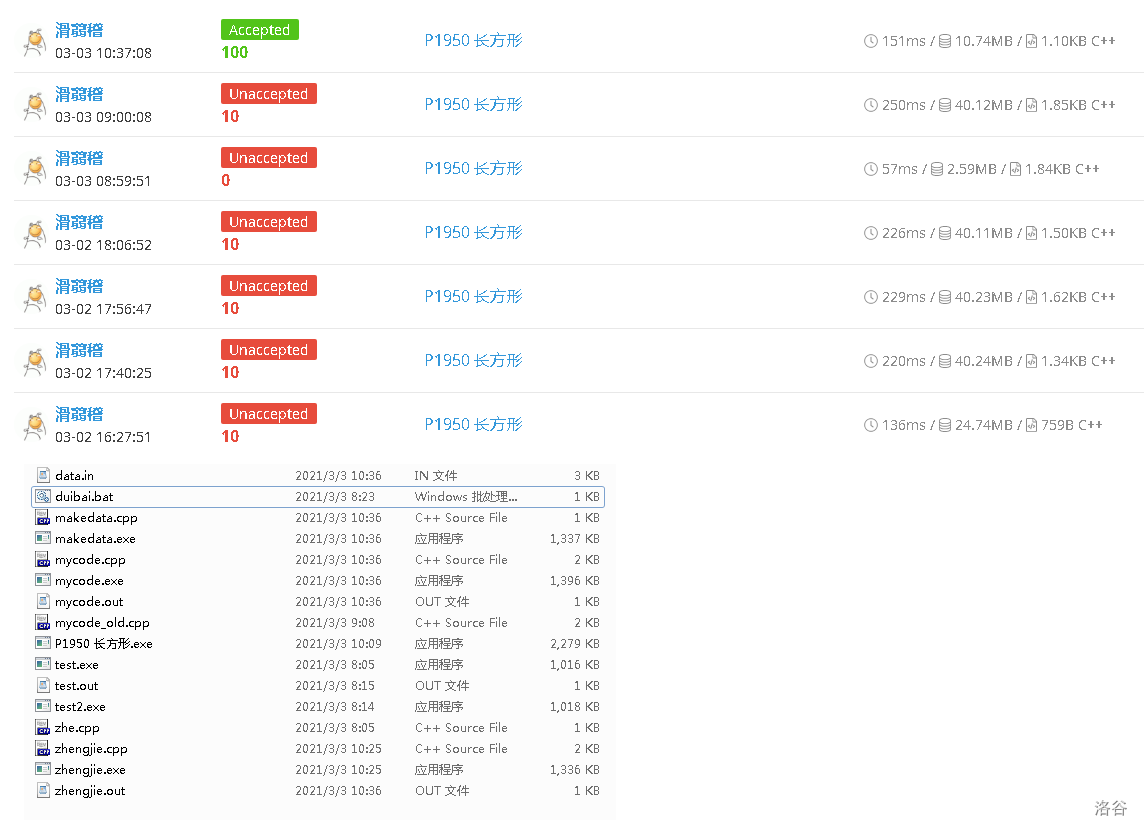 滑蒻稽
Accepted
03-03 10:37:08
100
P1950 长方形
151ms / 10.74MB / 1.10KB C++
滑蒻稽
Unaccepted
03-03 09:00:08
10
P1950 长方形
250ms / 40.12MB / 1.85KB C++
滑蒻稽
Unaccepted
03-03 08:59:51
0
P1950 长方形
57ms / 2.59MB / 1.84KB C++
滑蒻稽
Unaccepted
03-02 18:06:52
10
P1950 长方形
226ms / 40.11MB / 1.50KB C++
滑蒻稽
Unaccepted
03-02 17:56:47
10
P1950 长方形
229ms / 40.23MB / 1.62KB C++
滑蒻稽
Unaccepted
03-02 17:40:25
10
P1950 长方形
220ms / 40.24MB / 1.34KB C++
滑蒻稽
Unaccepted
03-02 16:27:51
10
P1950 长方形
136ms / 24.74MB / 759B C++
data.in 2021/3/3 10:36 IN 文件 3 KB
duibai.bat 2021/3/3 8:23 Windows 批处理... 1 KB
makedata.cpp 2021/3/3 10:36 C++ Source File 1 KB
makedata.exe 2021/3/3 10:36 应用程序 1,337 KB
mycode.cpp 2021/3/3 10:36 C++ Source File 2 KB
mycode.exe 2021/3/3 10:36 应用程序 1,396 KB
mycode.out 2021/3/3 10:36 OUT 文件 1 KB
mycode_old.cpp 2021/3/3 9:08 C++ Source File 2 KB
P1950 长方形.exe 2021/3/3 10:09 应用程序 2,279 KB
test.exe 2021/3/3 8:05 应用程序 1,016 KB
test.out 2021/3/3 8:15 OUT 文件 1 KB
test2.exe 2021/3/3 8:14 应用程序 1,018 KB
zhe.cpp 2021/3/3 8:05 C++ Source File 1 KB
zhengjie.cpp 2021/3/3 10:25 C++ Source File 2 KB
zhengjie.exe 2021/3/3 10:25 应用程序 1,336 KB
zhengjie.out 2021/3/3 10:36 OUT 文件 1 KB
洛谷